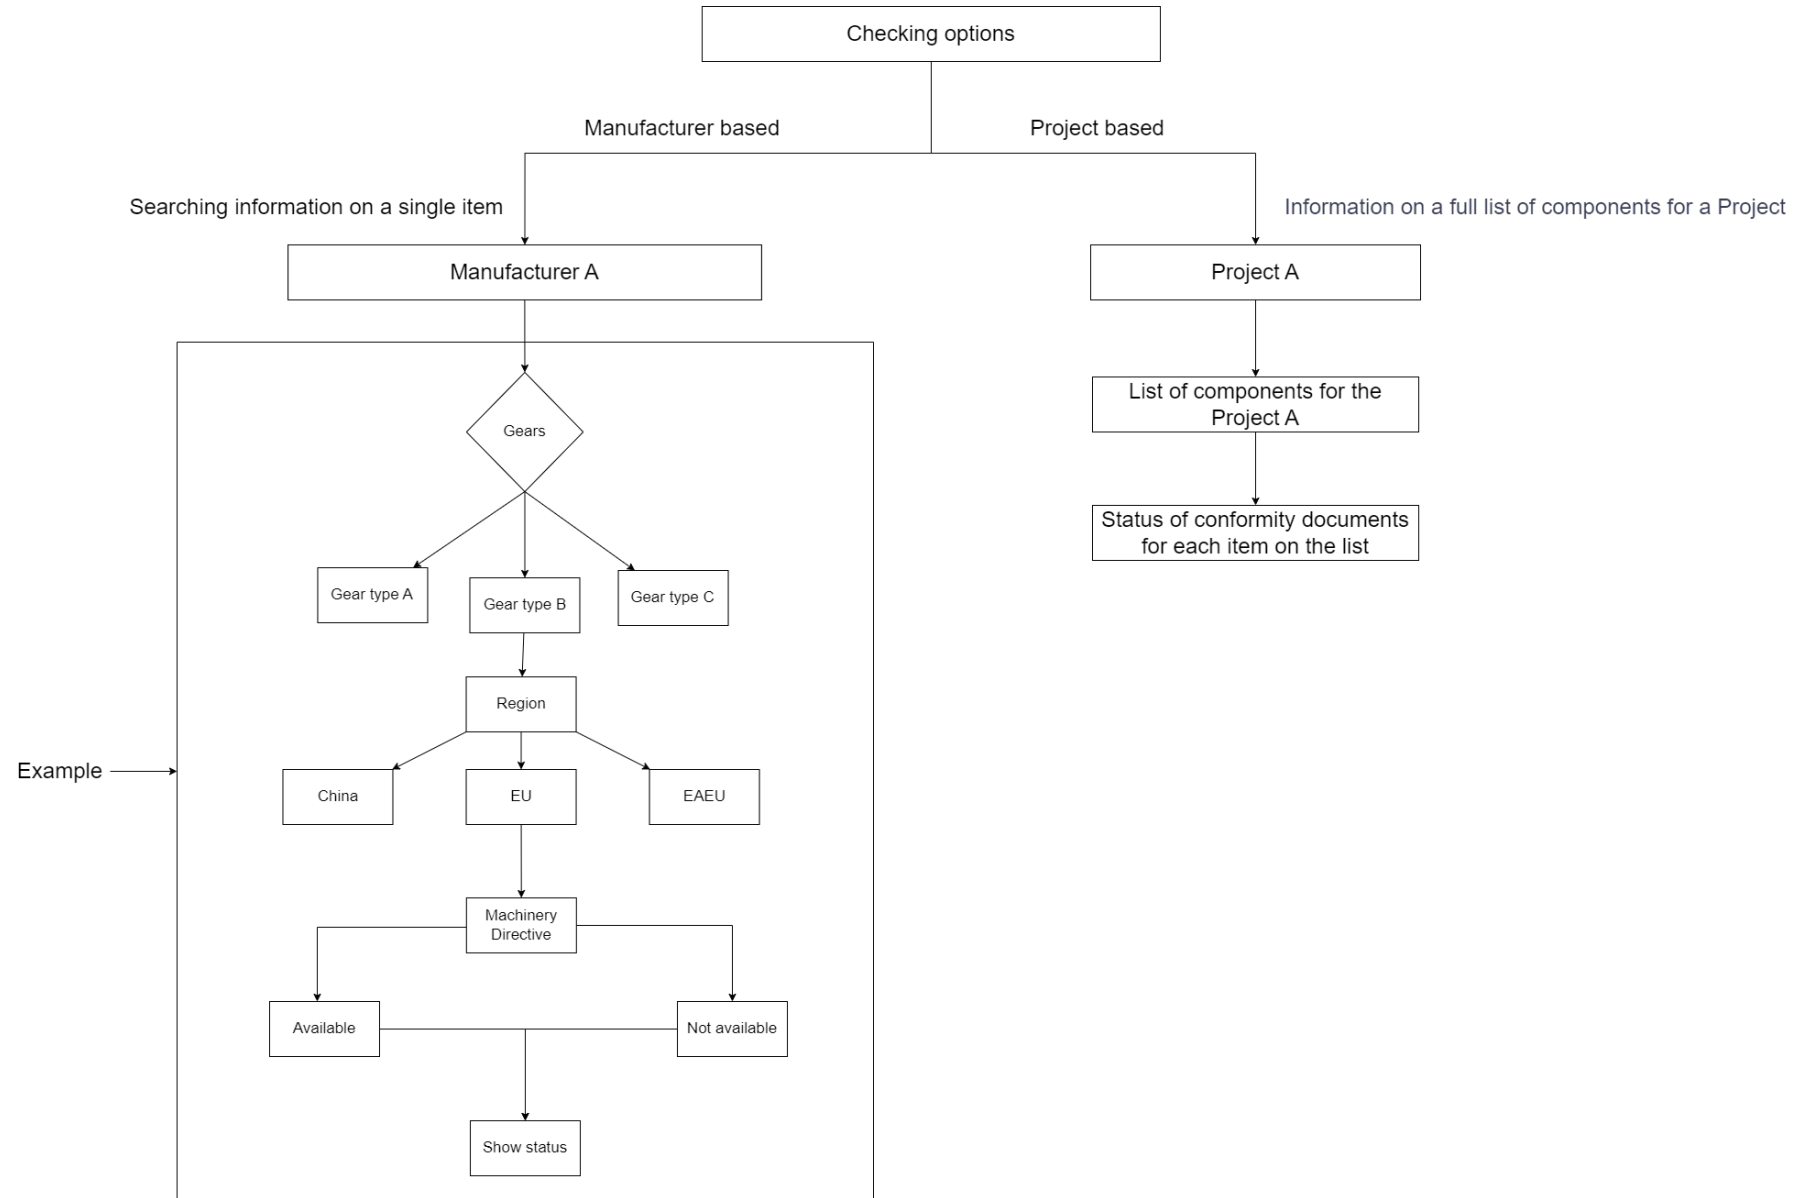 Checking options
Manufacturer based
Project based
Searching information on a single item
Information on a full list of components for a Project
Manufacturer A
Project A
Gears
List of components for the
Project A
Status of conformity documents
for each item on the list
Gear type A
Gear type B
Gear type C
Region
Example
China
EU
EAEU
Machinery
Directive
Available
Not available
Show status